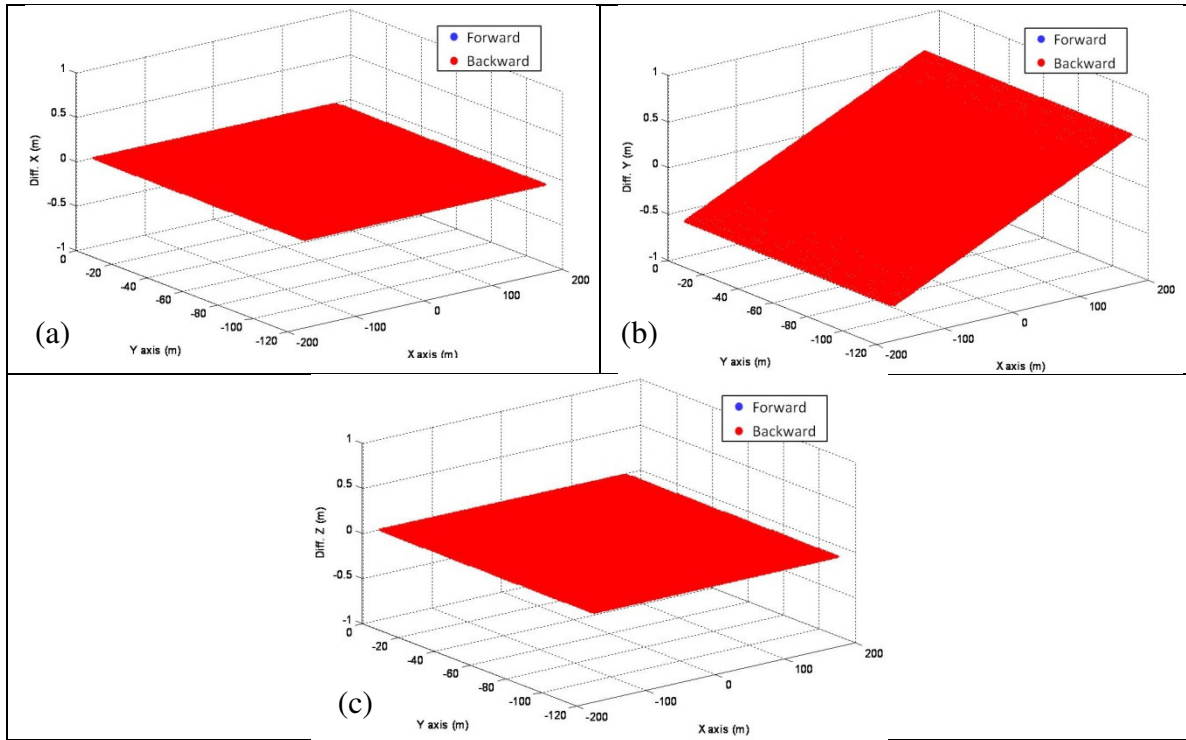 Forward
Backward
1
0.5
0
-0.5
-1
Diff. X (m)
0
-20
-40
-60
-80
-100
-120
Y axis (m)
-200
-100
0
100
200
X axis (m)
(a)
Forward
Backward
1
0.5
0
-0.5
-1
Diff. Y (m)
0
-20
-40
-60
-80
-100
-120
Y axis (m)
-200
-100
0
100
200
X axis (m)
(b)
Forward
Backward
1
0.5
0
-0.5
-1
Diff. Z (m)
0
-20
-40
-60
-80
-100
-120
Y axis (m)
-200
-100
0
100
200
X axis (m)
(c)